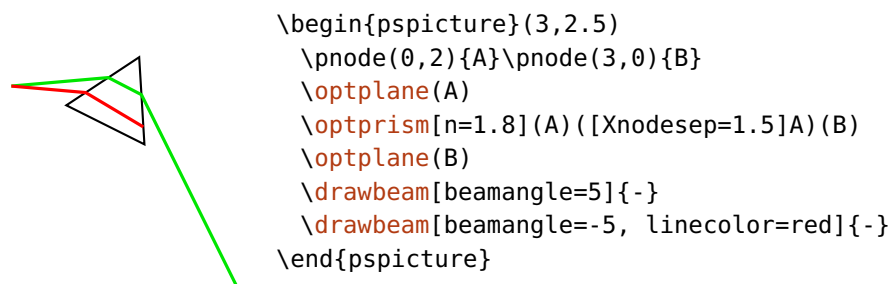 \begin{pspicture}(3,2.5)
  \pnode(0,2){A}\pnode(3,0){B}
  \optplane(A)
  \optprism[n=1.8](A)([Xnodesep=1.5]A)(B)
  \optplane(B)
  \drawbeam[beamangle=5]{-}
  \drawbeam[beamangle=-5, linecolor=red]{-}
\end{pspicture}